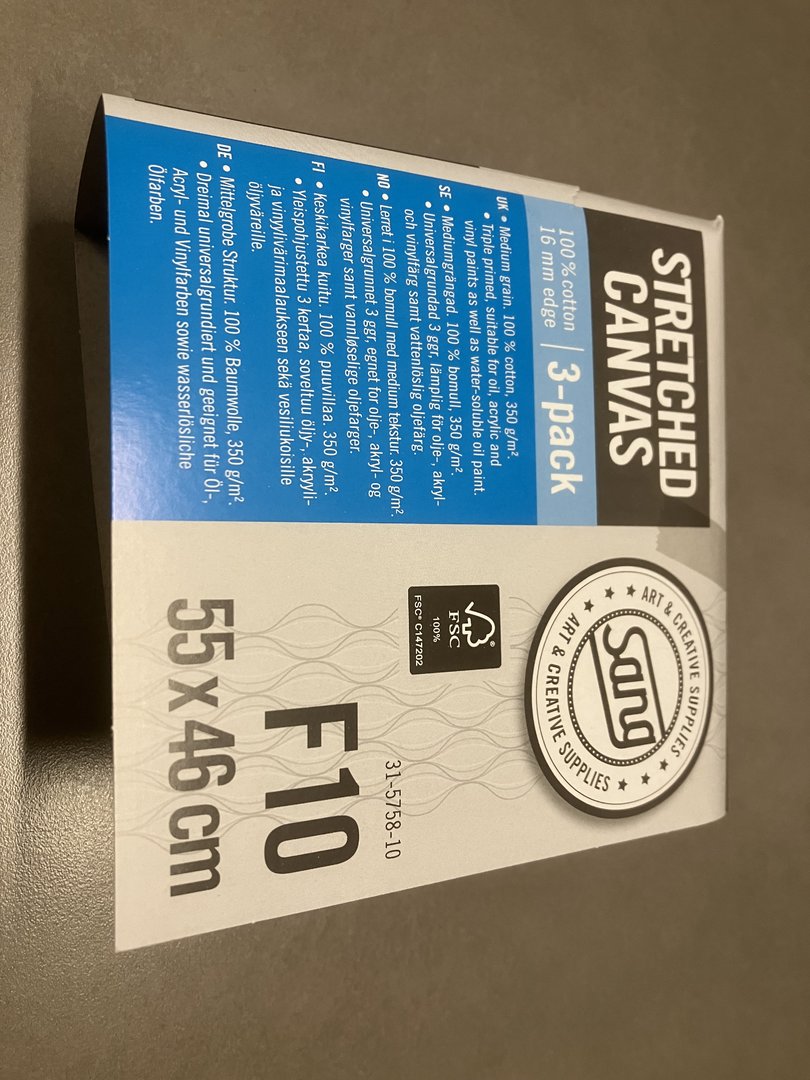 STRETCHED
CANVAS
100 % cotton
16 mm edge
3-pack
UK • Medium grain. 100 % cotton, 350 g/m².
• Triple primed, suitable for oil, acrylic and
vinyl paints as well as water-soluble oil paint.
SE • Mediumgrängad. 100 % bomull, 350 g/m².
• Universalgrundad 3 ggr, lämplig för olje-, akryl-
och vinylfärg samt vattenlöslig oljefärg.
NO • Lerret i 100 % bomull med medium tekstur. 350 g/m².
• Universalgrunnet 3 ggr, egnet for olje-, akryl- og
vinylfarger samt vannløselige oljefarger.
FI • Keskikarkea kuitu. 100 % puuvillaa. 350 g/m².
• Yleispohjustettu 3 kertaa, soveltuu öljy-, akryyli-
ja vinyylivärimaalaukseen sekä vesiliukoisille
öljyväreille.
DE • Mittelgrobe Struktur. 100 % Baumwolle, 350 g/m².
• Dreimal universalgrundiert und geeignet für Öl-,
Acryl- und Vinylfarben sowie wasserlösliche
Ölfarben.
ART & CREATIVE SUPPLIES
Sang
ART & CREATIVE SUPPLIES
®
FSC
100%
FSC® C147202
31-5758-10
F10
55 x 46 cm